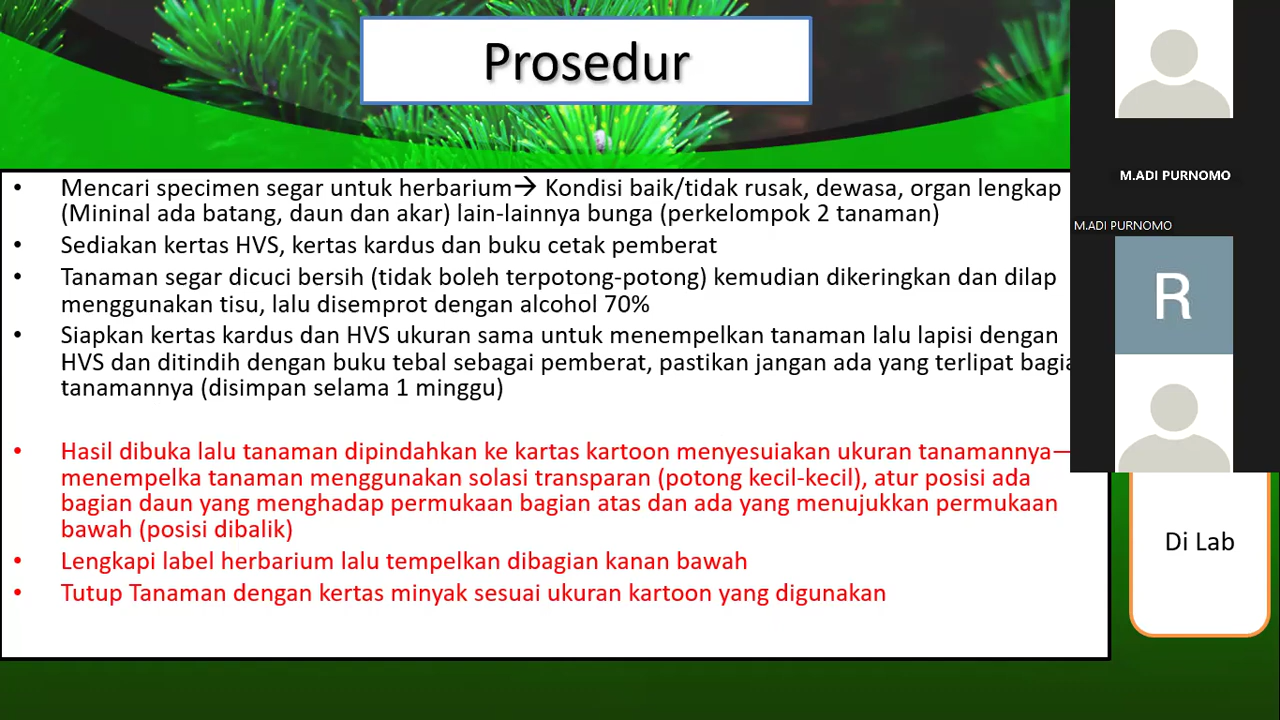 Prosedur
• Mencari specimen segar untuk herbarium→ Kondisi baik/tidak rusak, dewasa, organ lengkap
(Mininal ada batang, daun dan akar) lain-lainnya bunga (perkelompok 2 tanaman)
• Sediakan kertas HVS, kertas kardus dan buku cetak pemberat
• Tanaman segar dicuci bersih (tidak boleh terpotong-potong) kemudian dikeringkan dan dilap
menggunakan tisu, lalu disemprot dengan alcohol 70%
• Siapkan kertas kardus dan HVS ukuran sama untuk menempelkan tanaman lalu lapisi dengan
HVS dan ditindih dengan buku tebal sebagai pemberat, pastikan jangan ada yang terlipat bagia
tanamannya (disimpan selama 1 minggu)
• Hasil dibuka lalu tanaman dipindahkan ke kartas kartoon menyesuiakan ukuran tanamannya—
menempelka tanaman menggunakan solasi transparan (potong kecil-kecil), atur posisi ada
bagian daun yang menghadap permukaan bagian atas dan ada yang menujukkan permukaan
bawah (posisi dibalik)
• Lengkapi label herbarium lalu tempelkan dibagian kanan bawah
• Tutup Tanaman dengan kertas minyak sesuai ukuran kartoon yang digunakan
M.ADI PURNOMO
M.ADI PURNOMO
R
Di Lab